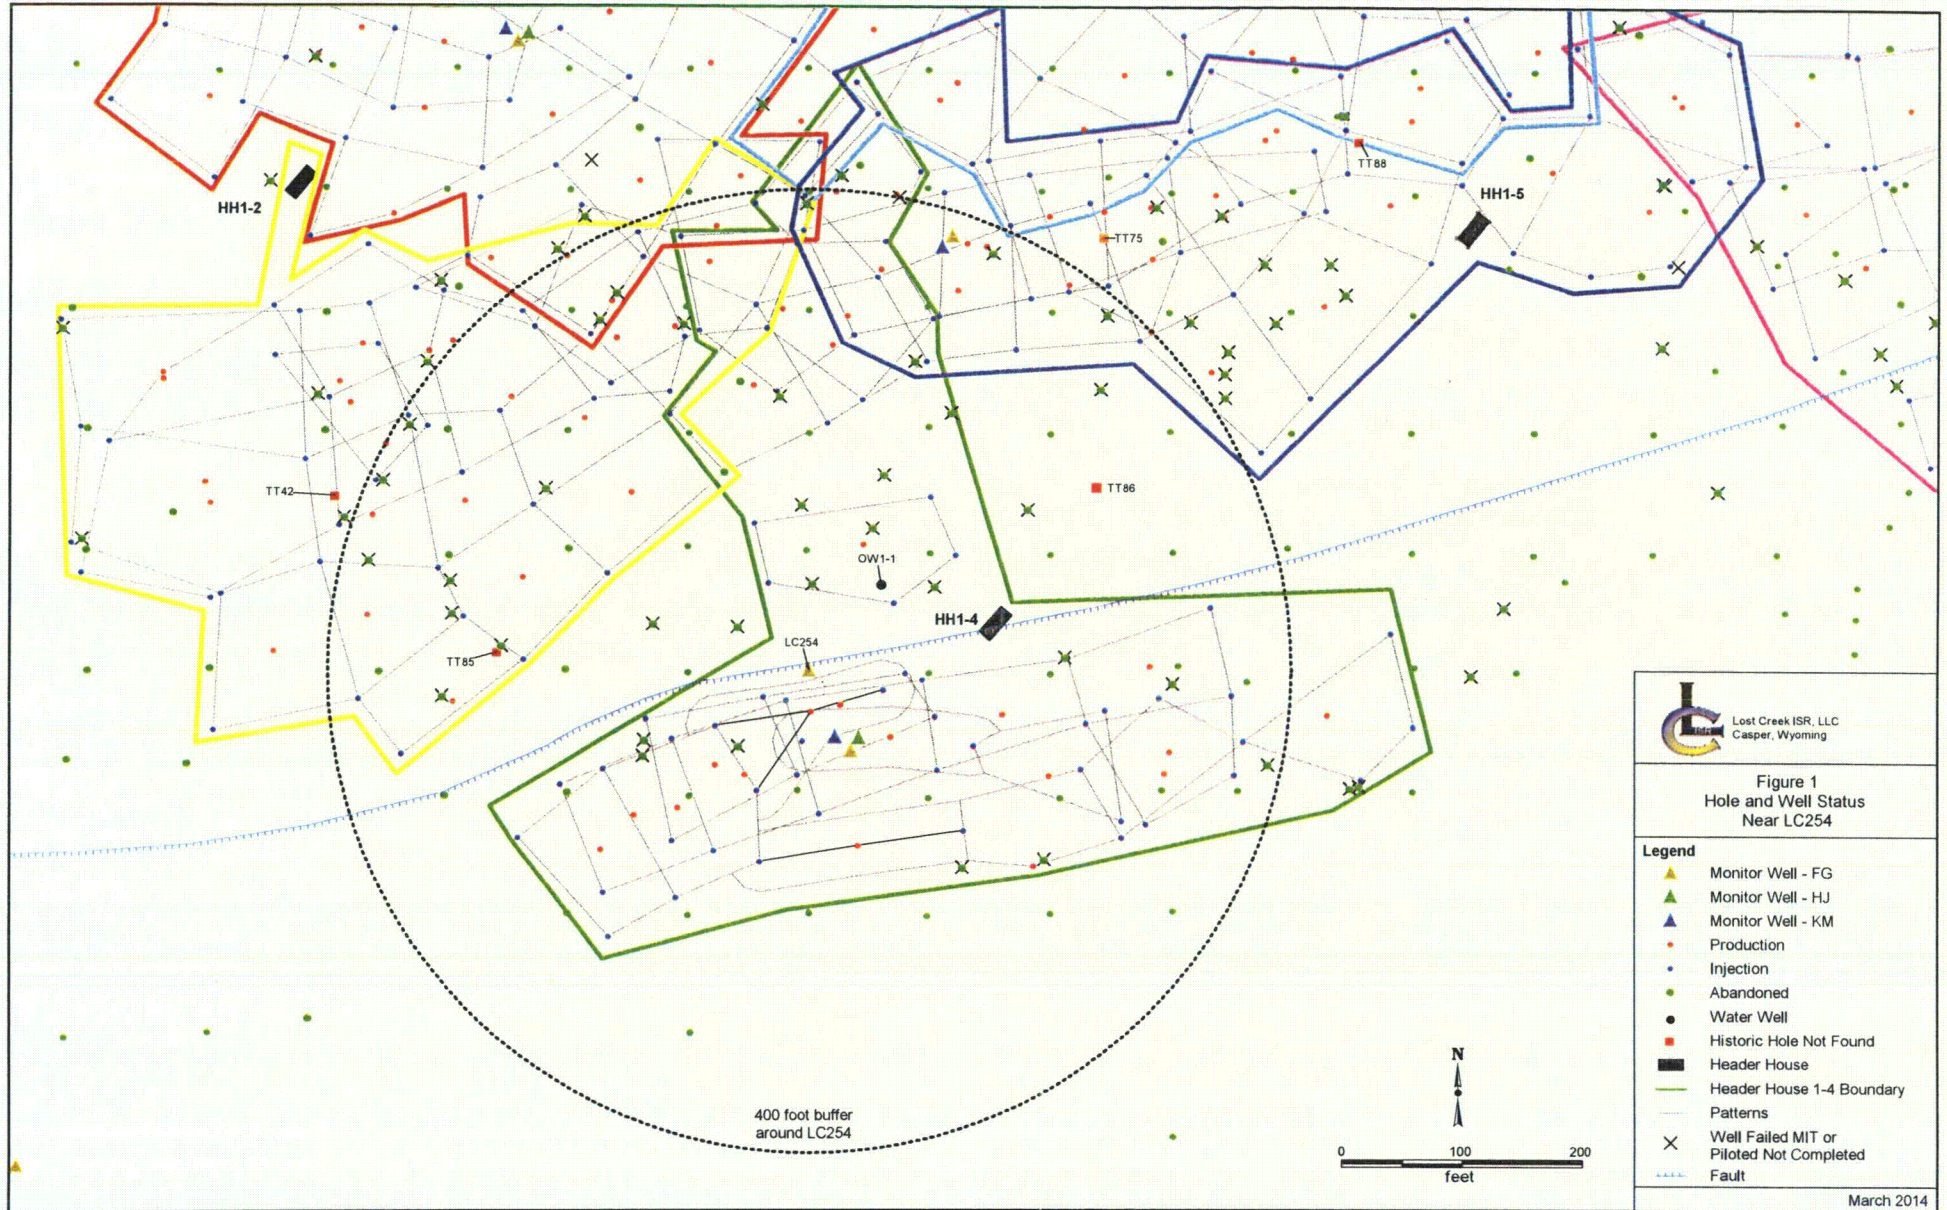 HH1-2
TT88
HH1-5
TT75
TT42
TT86
OW1-1
HH1-4
LC254
TT85
400 foot buffer
around LC254
N
0 100 200
feet
LC
ISR
Lost Creek ISR, LLC
Casper, Wyoming
Figure 1
Hole and Well Status
Near LC254
Legend
Monitor Well - FG
Monitor Well - HJ
Monitor Well - KM
Production
Injection
Abandoned
Water Well
Historic Hole Not Found
Header House
Header House 1-4 Boundary
Patterns
Well Failed MIT or
Piloted Not Completed
Fault
March 2014